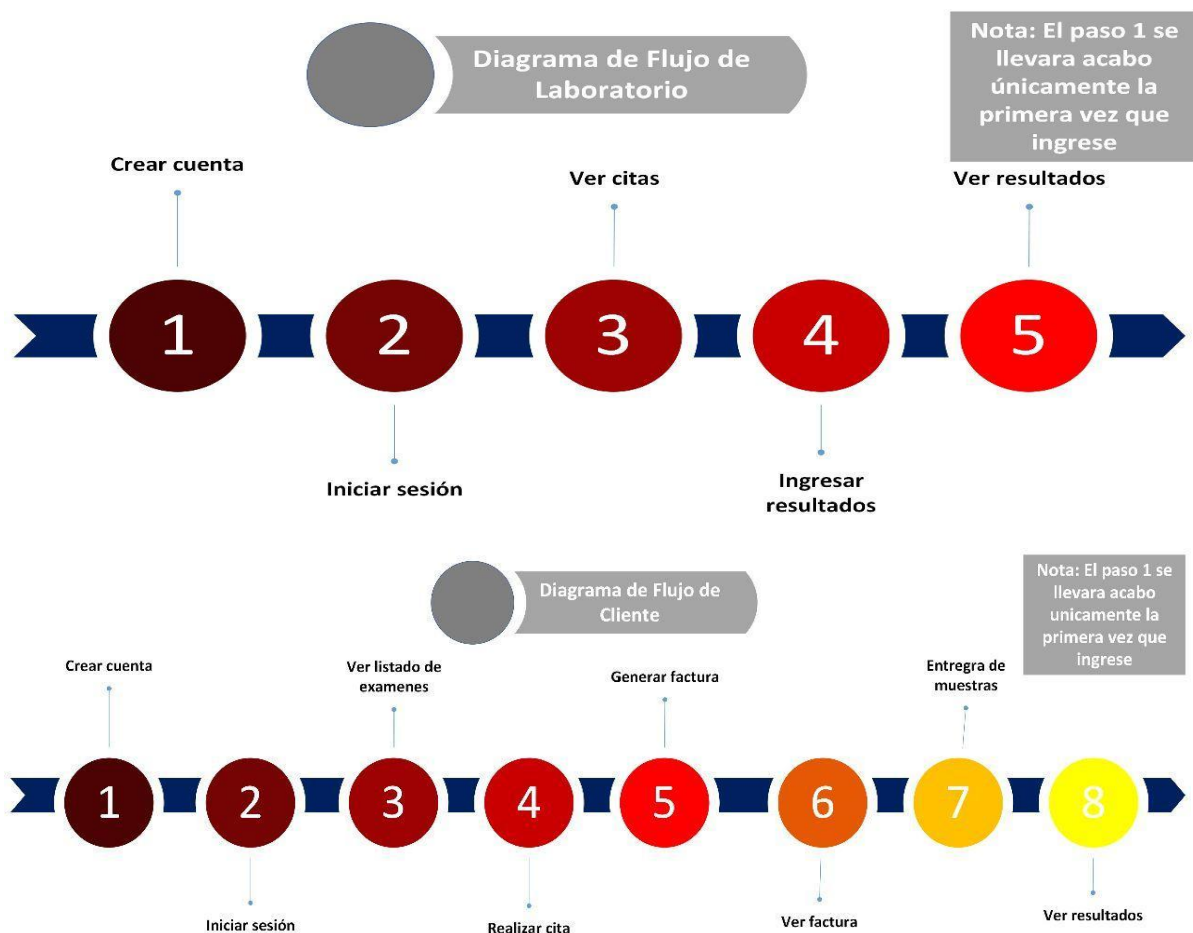 Diagrama de Flujo de
Laboratorio
Nota: El paso 1 se
llevara acabo
únicamente la
primera vez que
ingrese
Crear cuenta
Ver citas
Ver resultados
1
2
3
4
5
Iniciar sesión
Ingresar
resultados
Diagrama de Flujo de
Cliente
Nota: El paso 1 se
llevara acabo
unicamente la
primera vez que
ingrese
Crear cuenta
Ver listado de
examenes
Generar factura
Entregra de
muestras
1
2
3
4
5
6
7
8
Iniciar sesión
Realizar cita
Ver factura
Ver resultados